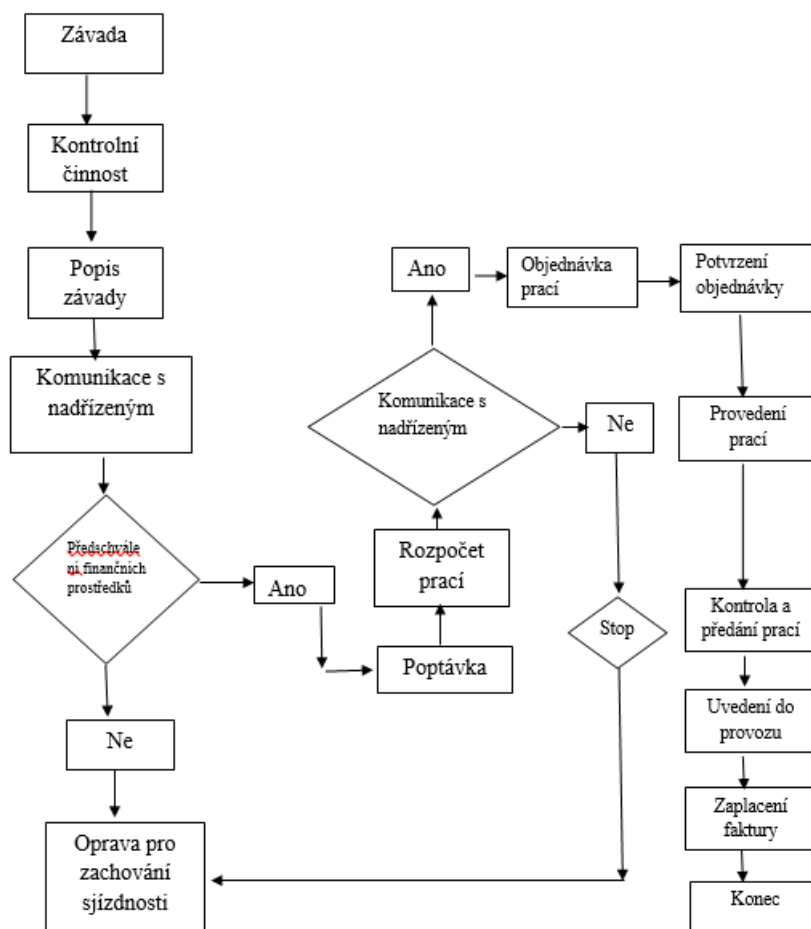 Závada
Kontrolní
činnost
Popis
závady
Komunikace s
nadřízeným
Předschvále
ni finančních
prostředků
Ano
Ne
Oprava pro
zachování
sjízdnosti
Poptávka
Rozpočet
prací
Komunikace s
nadřízeným
Ano
Ne
Stop
Objednávka
prací
Potvrzení
objednávky
Provedení
prací
Kontrola a
předání prací
Uvedení do
provozu
Zaplacení
faktury
Konec